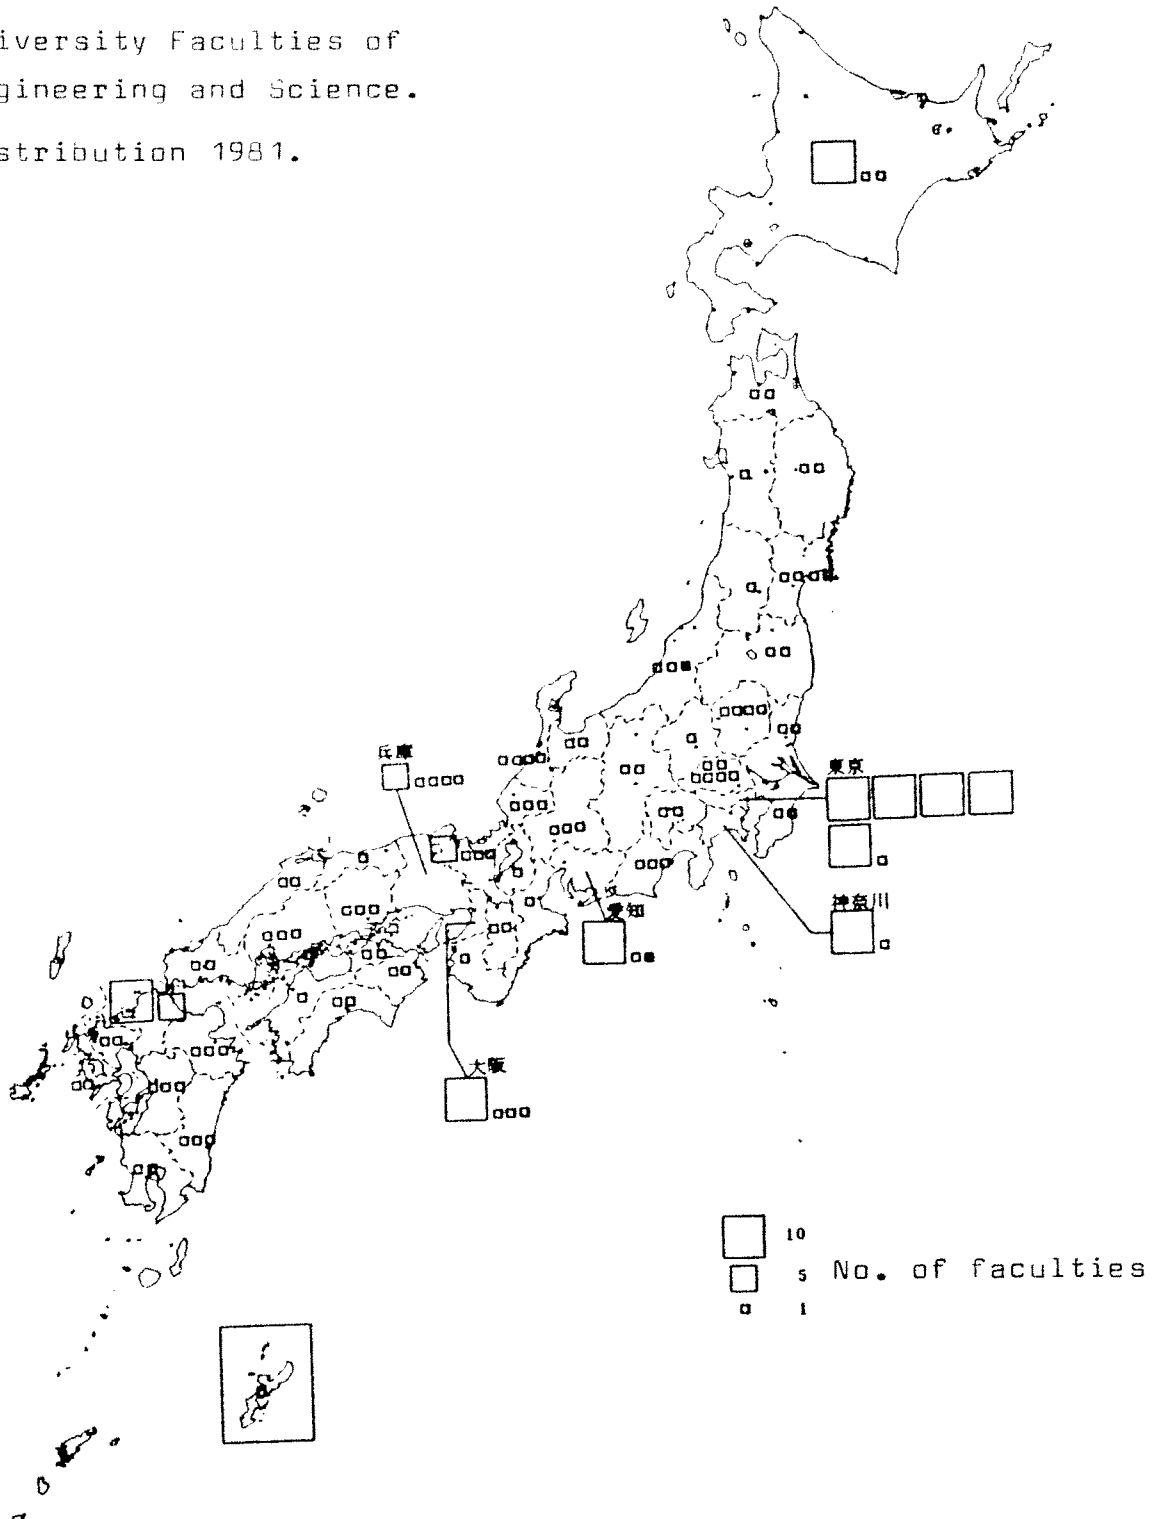 iversity Faculties of
gineering and Science.
stribution 1981.
兵庫
東京
神奈川
愛知
大阪
10
5 No. of faculties
1